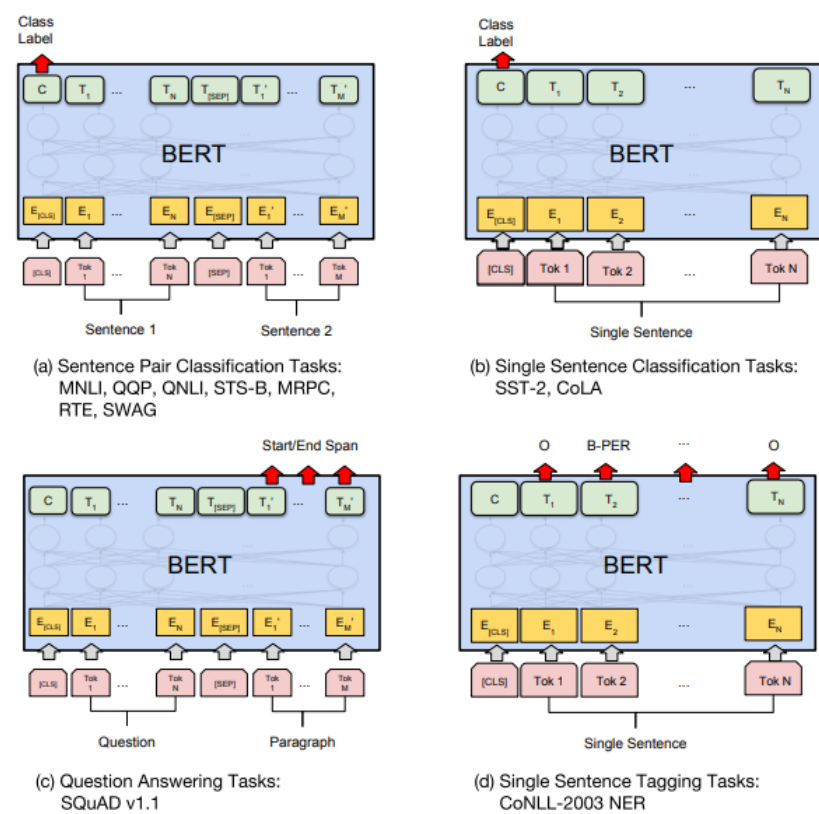 Class
Label
C T1 ... TN T[SEP] T1' ... TM'
BERT
E[CLS] E1 ... EN E[SEP] E1' ... EM'
[CLS] Tok 1 ... Tok N [SEP] Tok 1 ... Tok M
Sentence 1 Sentence 2
(a) Sentence Pair Classification Tasks:
MNLI, QQP, QNLI, STS-B, MRPC,
RTE, SWAG
Class
Label
C T1 T2 ... TN
BERT
E[CLS] E1 E2 ... EN
[CLS] Tok 1 Tok 2 ... Tok N
Single Sentence
(b) Single Sentence Classification Tasks:
SST-2, CoLA
Start/End Span
C T1 ... TN T[SEP] T1' ... TM'
BERT
E[CLS] E1 ... EN E[SEP] E1' ... EM'
[CLS] Tok 1 ... Tok N [SEP] Tok 1 ... Tok M
Question Paragraph
(c) Question Answering Tasks:
SQuAD v1.1
O B-PER ... O
C T1 T2 ... TN
BERT
E[CLS] E1 E2 ... EN
[CLS] Tok 1 Tok 2 ... Tok N
Single Sentence
(d) Single Sentence Tagging Tasks:
CoNLL-2003 NER